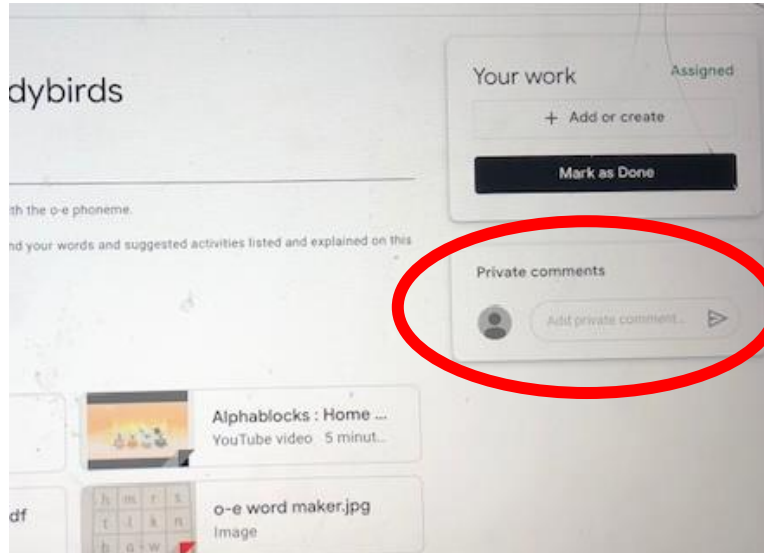 dybirds
Your work
Assigned
+ Add or create
Mark as Done
th the o-e phoneme.
nd your words and suggested activities listed and explained on this
Private comments
Add private comment...
Alphablocks : Home ...
YouTube video 5 minut...
df
o-e word maker.jpg
Image
h m r s
t l k n
b g w